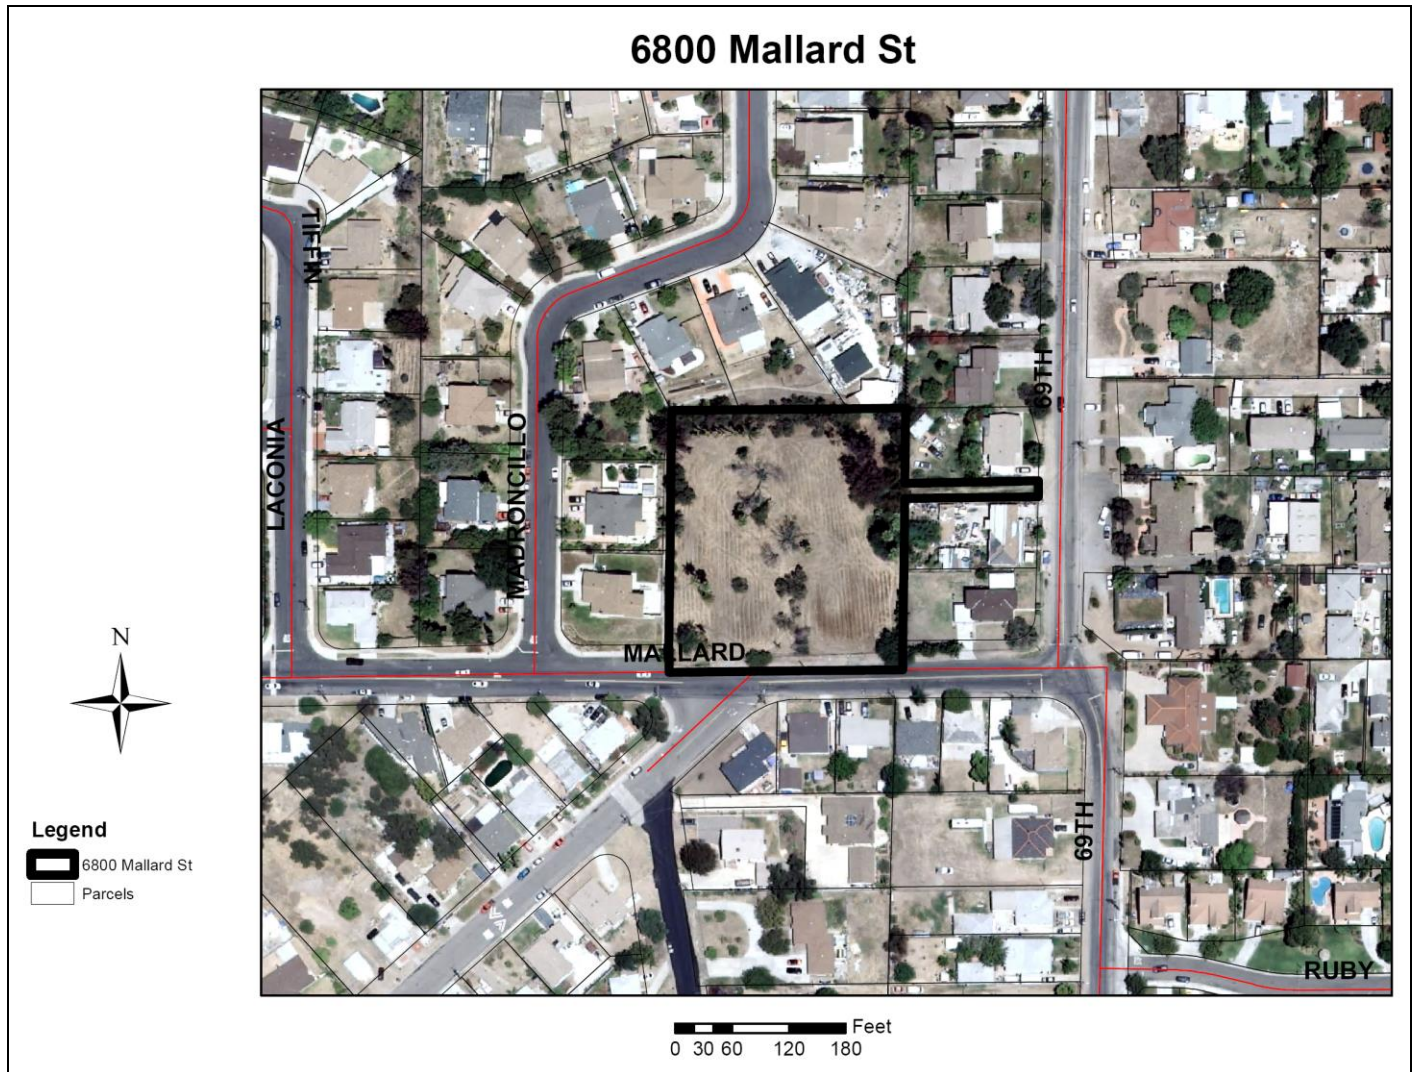 6800 Mallard St
TIFFIN
LACONIA
MADRONCILLO
69TH
MALLARD
N
Legend
6800 Mallard St
Parcels
69TH
RUBY
Feet
0 30 60 120 180